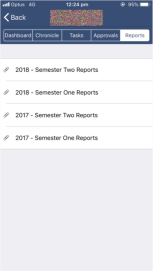 Optus 4G 12:24 pm 85%
Back
Dashboard Chronicle Tasks Approvals Reports
2018 - Semester Two Reports
2018 - Semester One Reports
2017 - Semester Two Reports
2017 - Semester One Reports